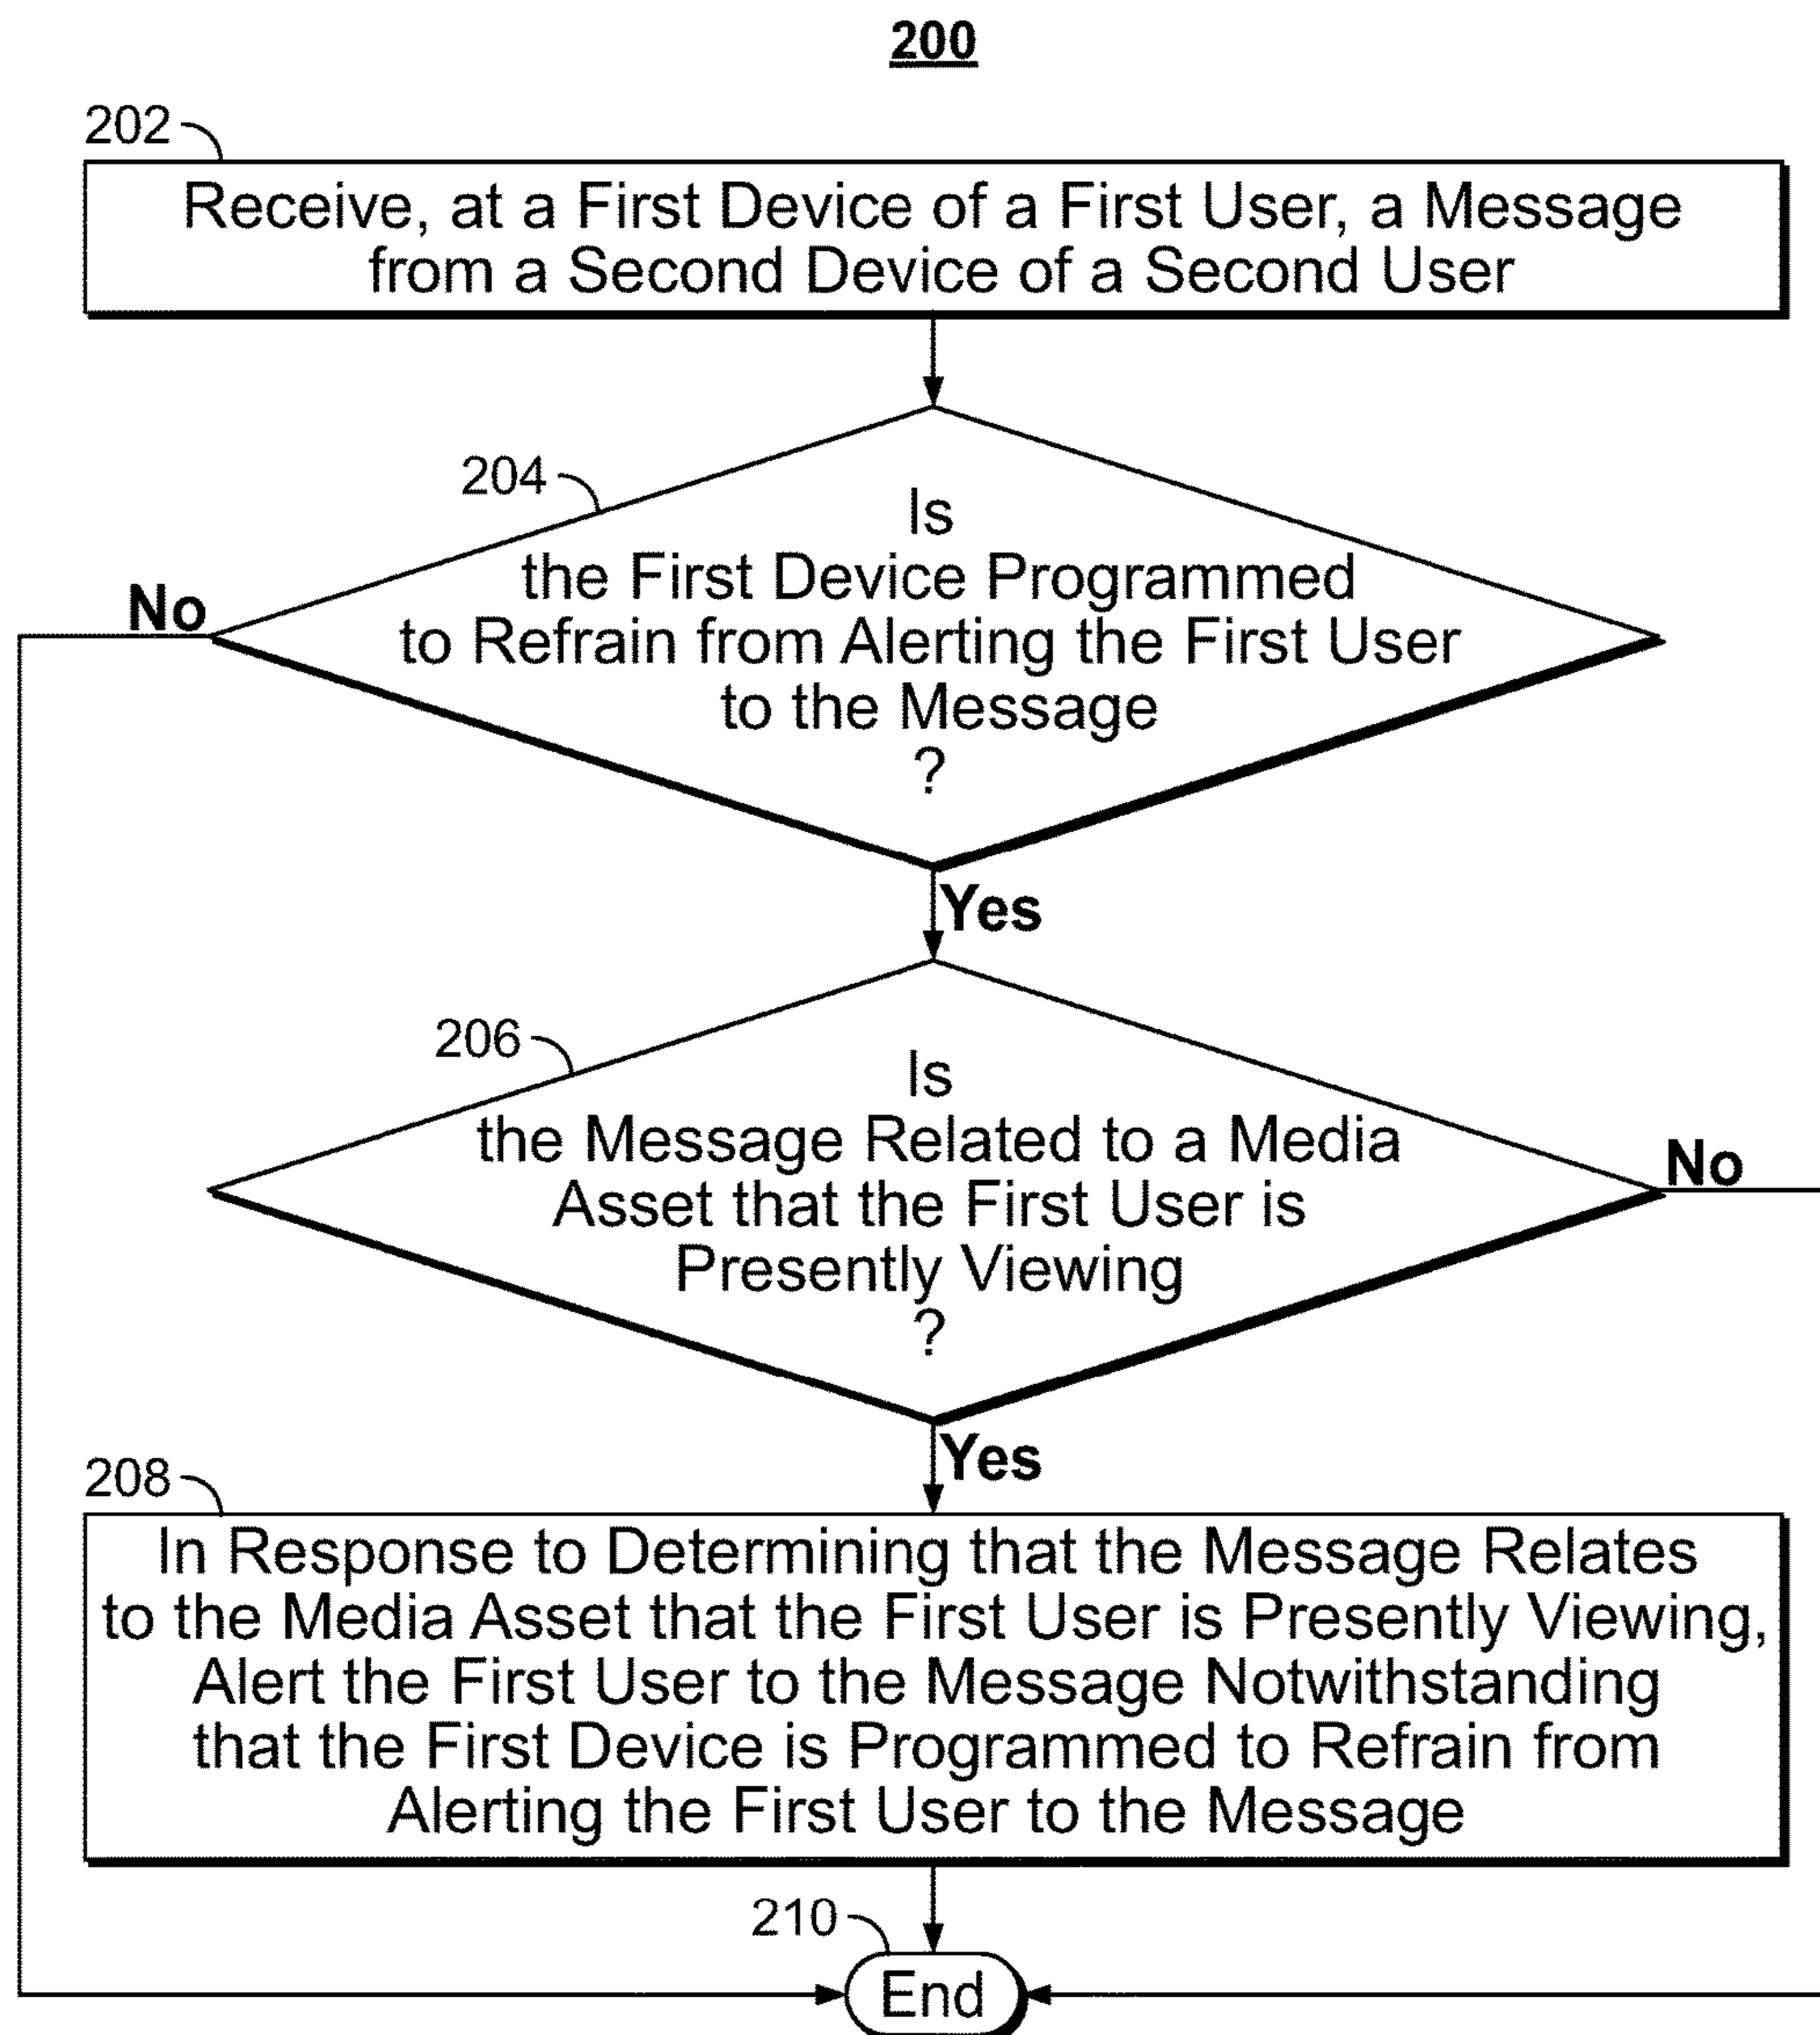 200
202
Receive, at a First Device of a First User, a Message
from a Second Device of a Second User
204
Is
the First Device Programmed
to Refrain from Alerting the First User
to the Message
?
No
Yes
206
Is
the Message Related to a Media
Asset that the First User is
Presently Viewing
?
No
Yes
208
In Response to Determining that the Message Relates
to the Media Asset that the First User is Presently Viewing,
Alert the First User to the Message Notwithstanding
that the First Device is Programmed to Refrain from
Alerting the First User to the Message
210
End